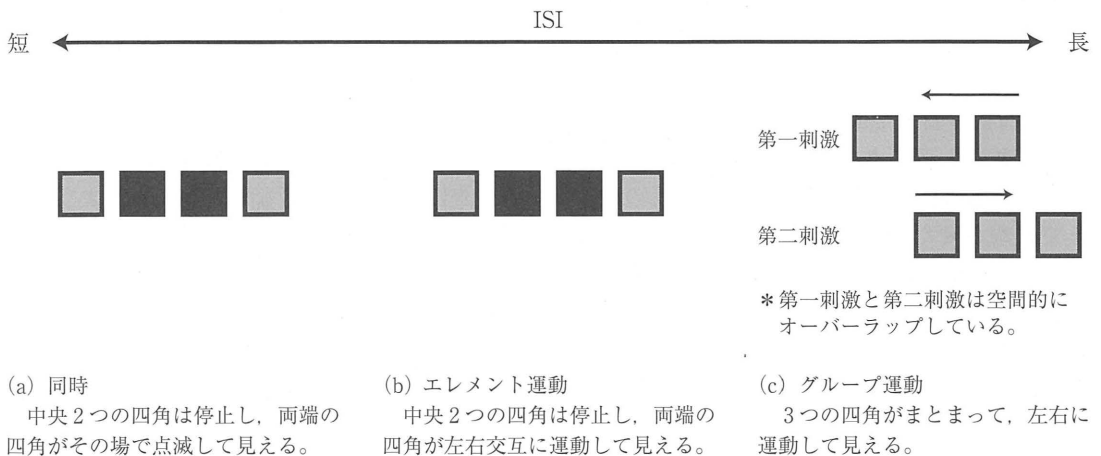 ISI
短
長
第一刺激
第二刺激
＊第一刺激と第二刺激は空間的に
オーバーラップしている。
(a) 同時
中央2つの四角は停止し，両端の
四角がその場で点滅して見える。
(b) エレメント運動
中央2つの四角は停止し，両端の
四角が左右交互に運動して見える。
(c) グループ運動
3つの四角がまとまって，左右に
運動して見える。